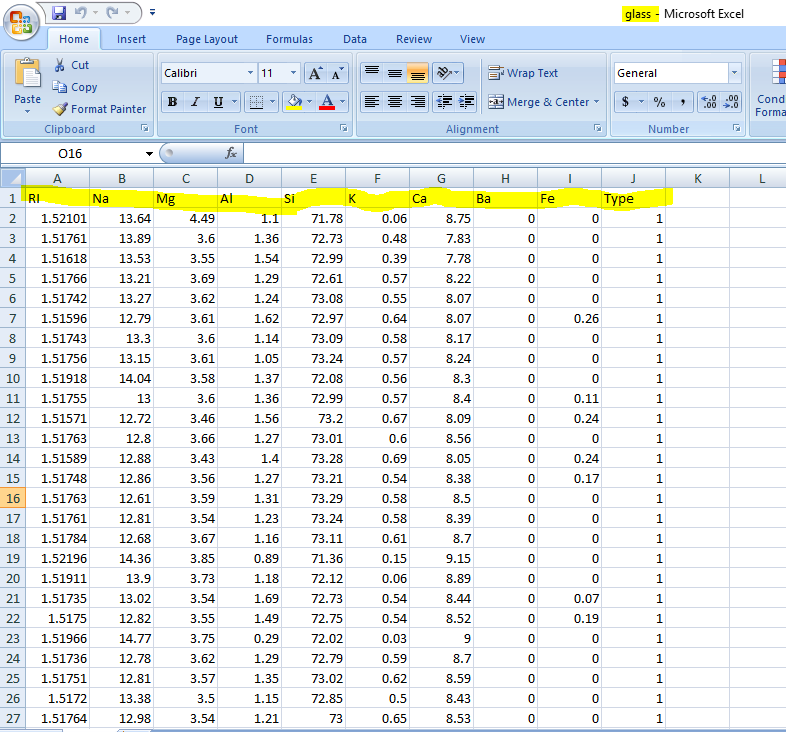 glass - Microsoft Excel
Home Insert Page Layout Formulas Data Review View
Paste Cut Copy Format Painter
Clipboard
Calibri 11 A A
B I U A
Font
Wrap Text
Merge & Center
Alignment
General
$ % , .00 .00
Number
Cond
Forma
O16 fx
A B C D E F G H I J K L
1 RI Na Mg Al Si K Ca Ba Fe Type
2 1.52101 13.64 4.49 1.1 71.78 0.06 8.75 0 0 1
3 1.51761 13.89 3.6 1.36 72.73 0.48 7.83 0 0 1
4 1.51618 13.53 3.55 1.54 72.99 0.39 7.78 0 0 1
5 1.51766 13.21 3.69 1.29 72.61 0.57 8.22 0 0 1
6 1.51742 13.27 3.62 1.24 73.08 0.55 8.07 0 0 1
7 1.51596 12.79 3.61 1.62 72.97 0.64 8.07 0 0.26 1
8 1.51743 13.3 3.6 1.14 73.09 0.58 8.17 0 0 1
9 1.51756 13.15 3.61 1.05 73.24 0.57 8.24 0 0 1
10 1.51918 14.04 3.58 1.37 72.08 0.56 8.3 0 0 1
11 1.51755 13 3.6 1.36 72.99 0.57 8.4 0 0.11 1
12 1.51571 12.72 3.46 1.56 73.2 0.67 8.09 0 0.24 1
13 1.51763 12.8 3.66 1.27 73.01 0.6 8.56 0 0 1
14 1.51589 12.88 3.43 1.4 73.28 0.69 8.05 0 0.24 1
15 1.51748 12.86 3.56 1.27 73.21 0.54 8.38 0 0.17 1
16 1.51763 12.61 3.59 1.31 73.29 0.58 8.5 0 0 1
17 1.51761 12.81 3.54 1.23 73.24 0.58 8.39 0 0 1
18 1.51784 12.68 3.67 1.16 73.11 0.61 8.7 0 0 1
19 1.52196 14.36 3.85 0.89 71.36 0.15 9.15 0 0 1
20 1.51911 13.9 3.73 1.18 72.12 0.06 8.89 0 0 1
21 1.51735 13.02 3.54 1.69 72.73 0.54 8.44 0 0.07 1
22 1.5175 12.82 3.55 1.49 72.75 0.54 8.52 0 0.19 1
23 1.51966 14.77 3.75 0.29 72.02 0.03 9 0 0 1
24 1.51736 12.78 3.62 1.29 72.79 0.59 8.7 0 0 1
25 1.51751 12.81 3.57 1.35 73.02 0.62 8.59 0 0 1
26 1.5172 13.38 3.5 1.15 72.85 0.5 8.43 0 0 1
27 1.51764 12.98 3.54 1.21 73 0.65 8.53 0 0 1